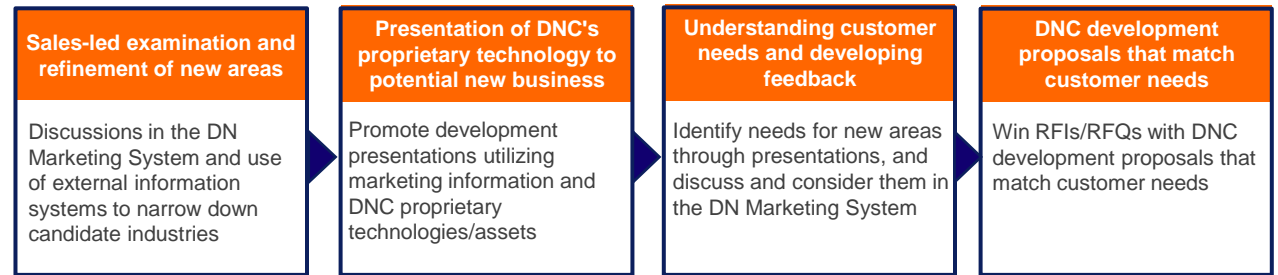 Sales-led examination and
refinement of new areas
Discussions in the DN
Marketing System and use
of external information
systems to narrow down
candidate industries
Presentation of DNC's
proprietary technology to
potential new business
Promote development
presentations utilizing
marketing information and
DNC proprietary
technologies/assets
Understanding customer
needs and developing
feedback
Identify needs for new areas
through presentations, and
discuss and consider them in
the DN Marketing System
DNC development
proposals that match
customer needs
Win RFIs/RFQs with DNC
development proposals that
match customer needs